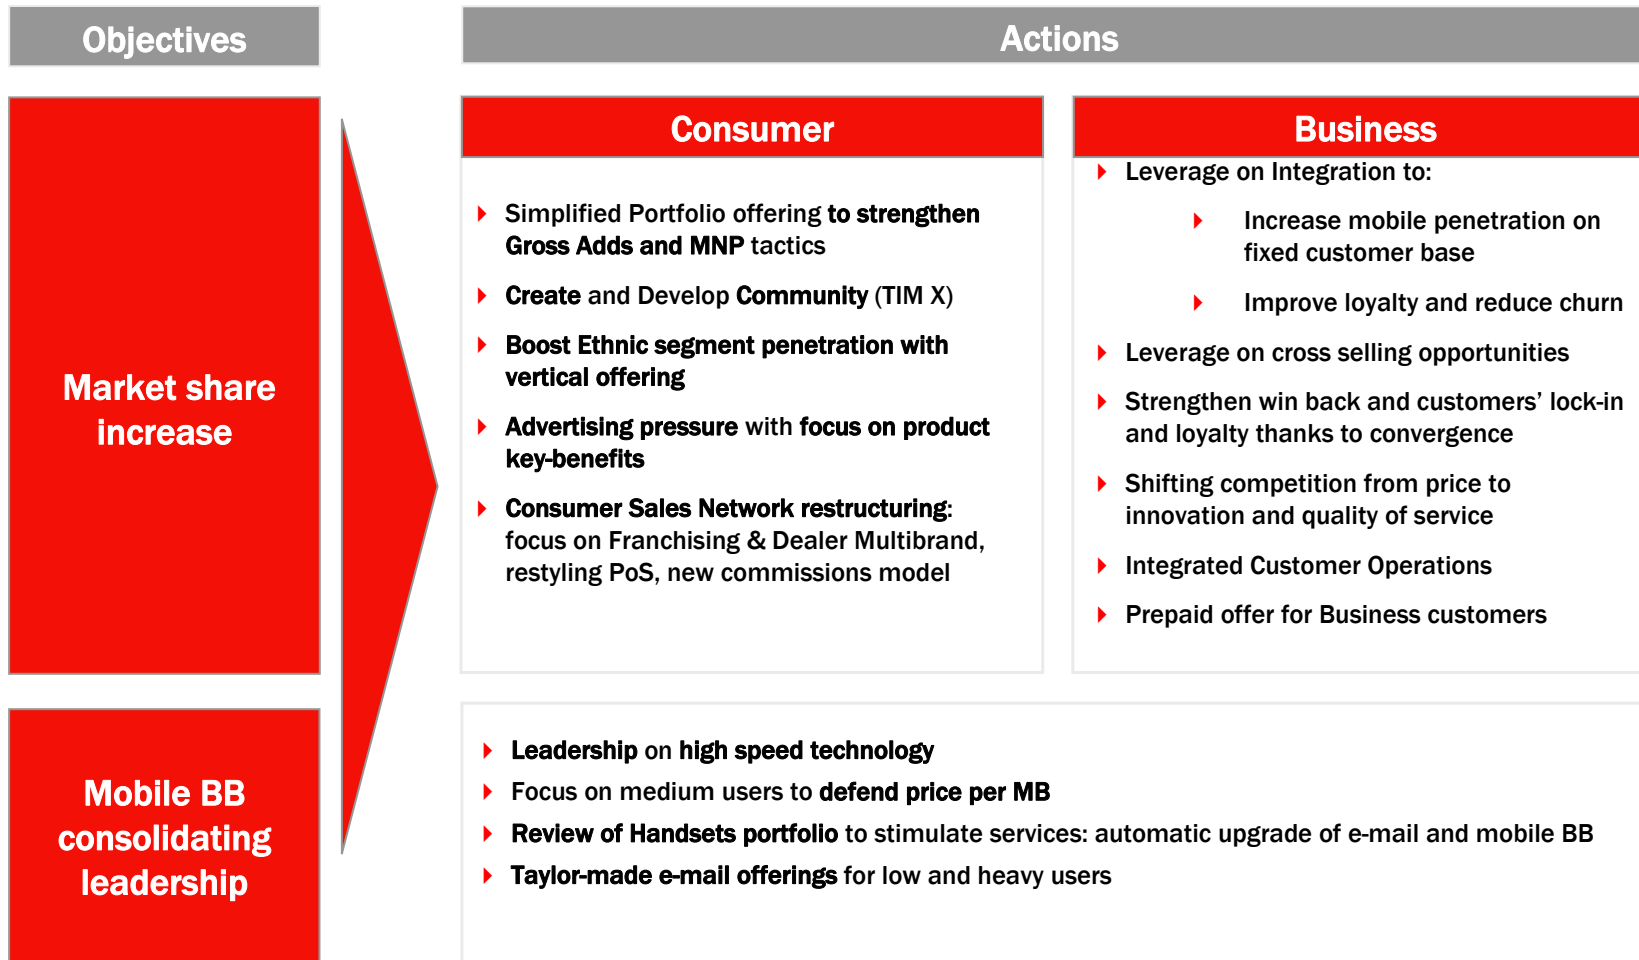 Objectives
Actions
Market share
increase
Consumer
Simplified Portfolio offering to strengthen
Gross Adds and MNP tactics
Create and Develop Community (TIM X)
Boost Ethnic segment penetration with
vertical offering
Advertising pressure with focus on product
key-benefits
Consumer Sales Network restructuring:
focus on Franchising & Dealer Multibrand,
restyling PoS, new commissions model
Business
Leverage on Integration to:
Increase mobile penetration on
fixed customer base
Improve loyalty and reduce churn
Leverage on cross selling opportunities
Strengthen win back and customers’ lock-in
and loyalty thanks to convergence
Shifting competition from price to
innovation and quality of service
Integrated Customer Operations
Prepaid offer for Business customers
Mobile BB
consolidating
leadership
Leadership on high speed technology
Focus on medium users to defend price per MB
Review of Handsets portfolio to stimulate services: automatic upgrade of e-mail and mobile BB
Taylor-made e-mail offerings for low and heavy users